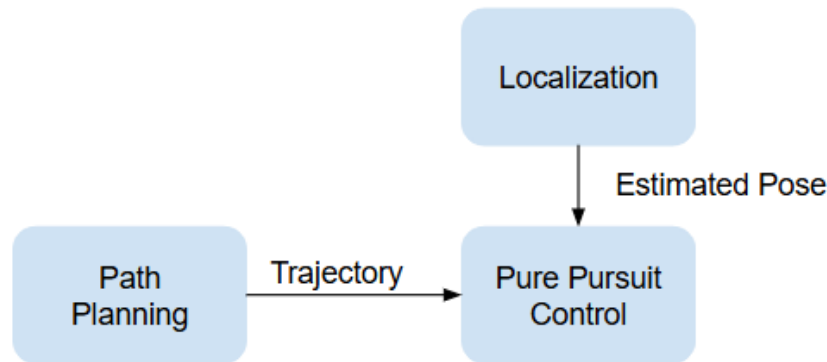 Localization
Estimated Pose
Path
Planning
Trajectory
Pure Pursuit
Control